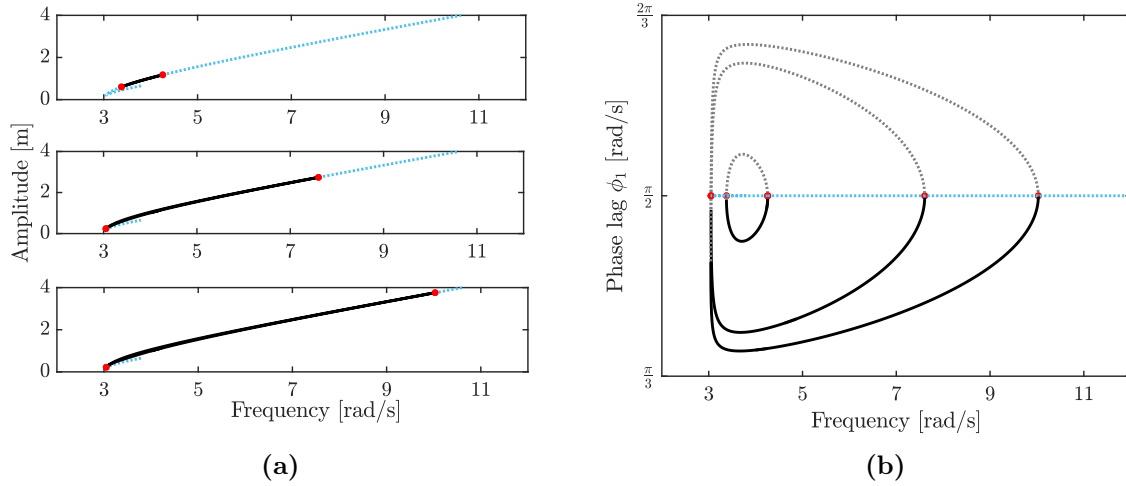 4
2
0
3 5 7 9 11
4
2
0
3 5 7 9 11
4
2
0
3 5 7 9 11
Amplitude [m]
Frequency [rad/s]
(a)
2π/3
π/2
π/3
Phase lag ϕ₁ [rad/s]
3 5 7 9 11
Frequency [rad/s]
(b)